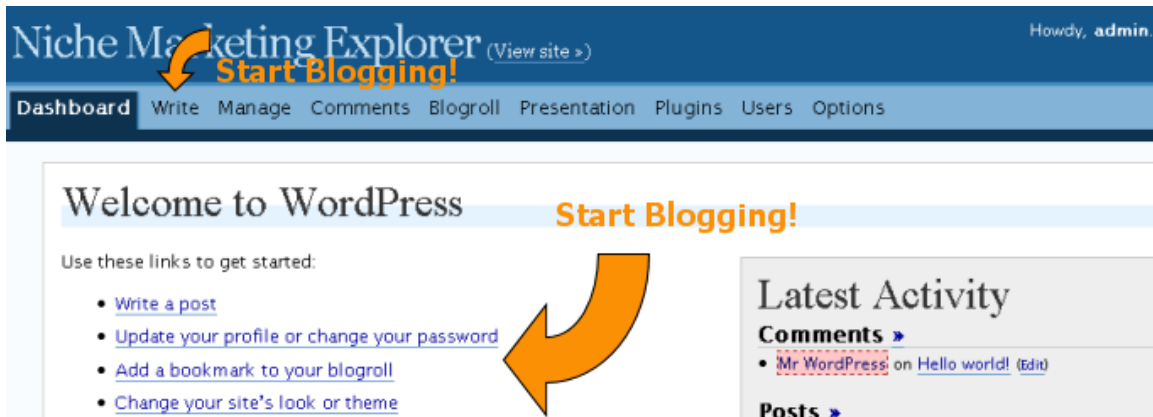 Niche Marketing Explorer (View site »)
Howdy, admin.
Start Blogging!
Dashboard Write Manage Comments Blogroll Presentation Plugins Users Options
Welcome to WordPress
Start Blogging!
Use these links to get started:
• Write a post
• Update your profile or change your password
• Add a bookmark to your blogroll
• Change your site's look or theme
Latest Activity
Comments »
• Mr WordPress on Hello world! (Edit)
Posts »